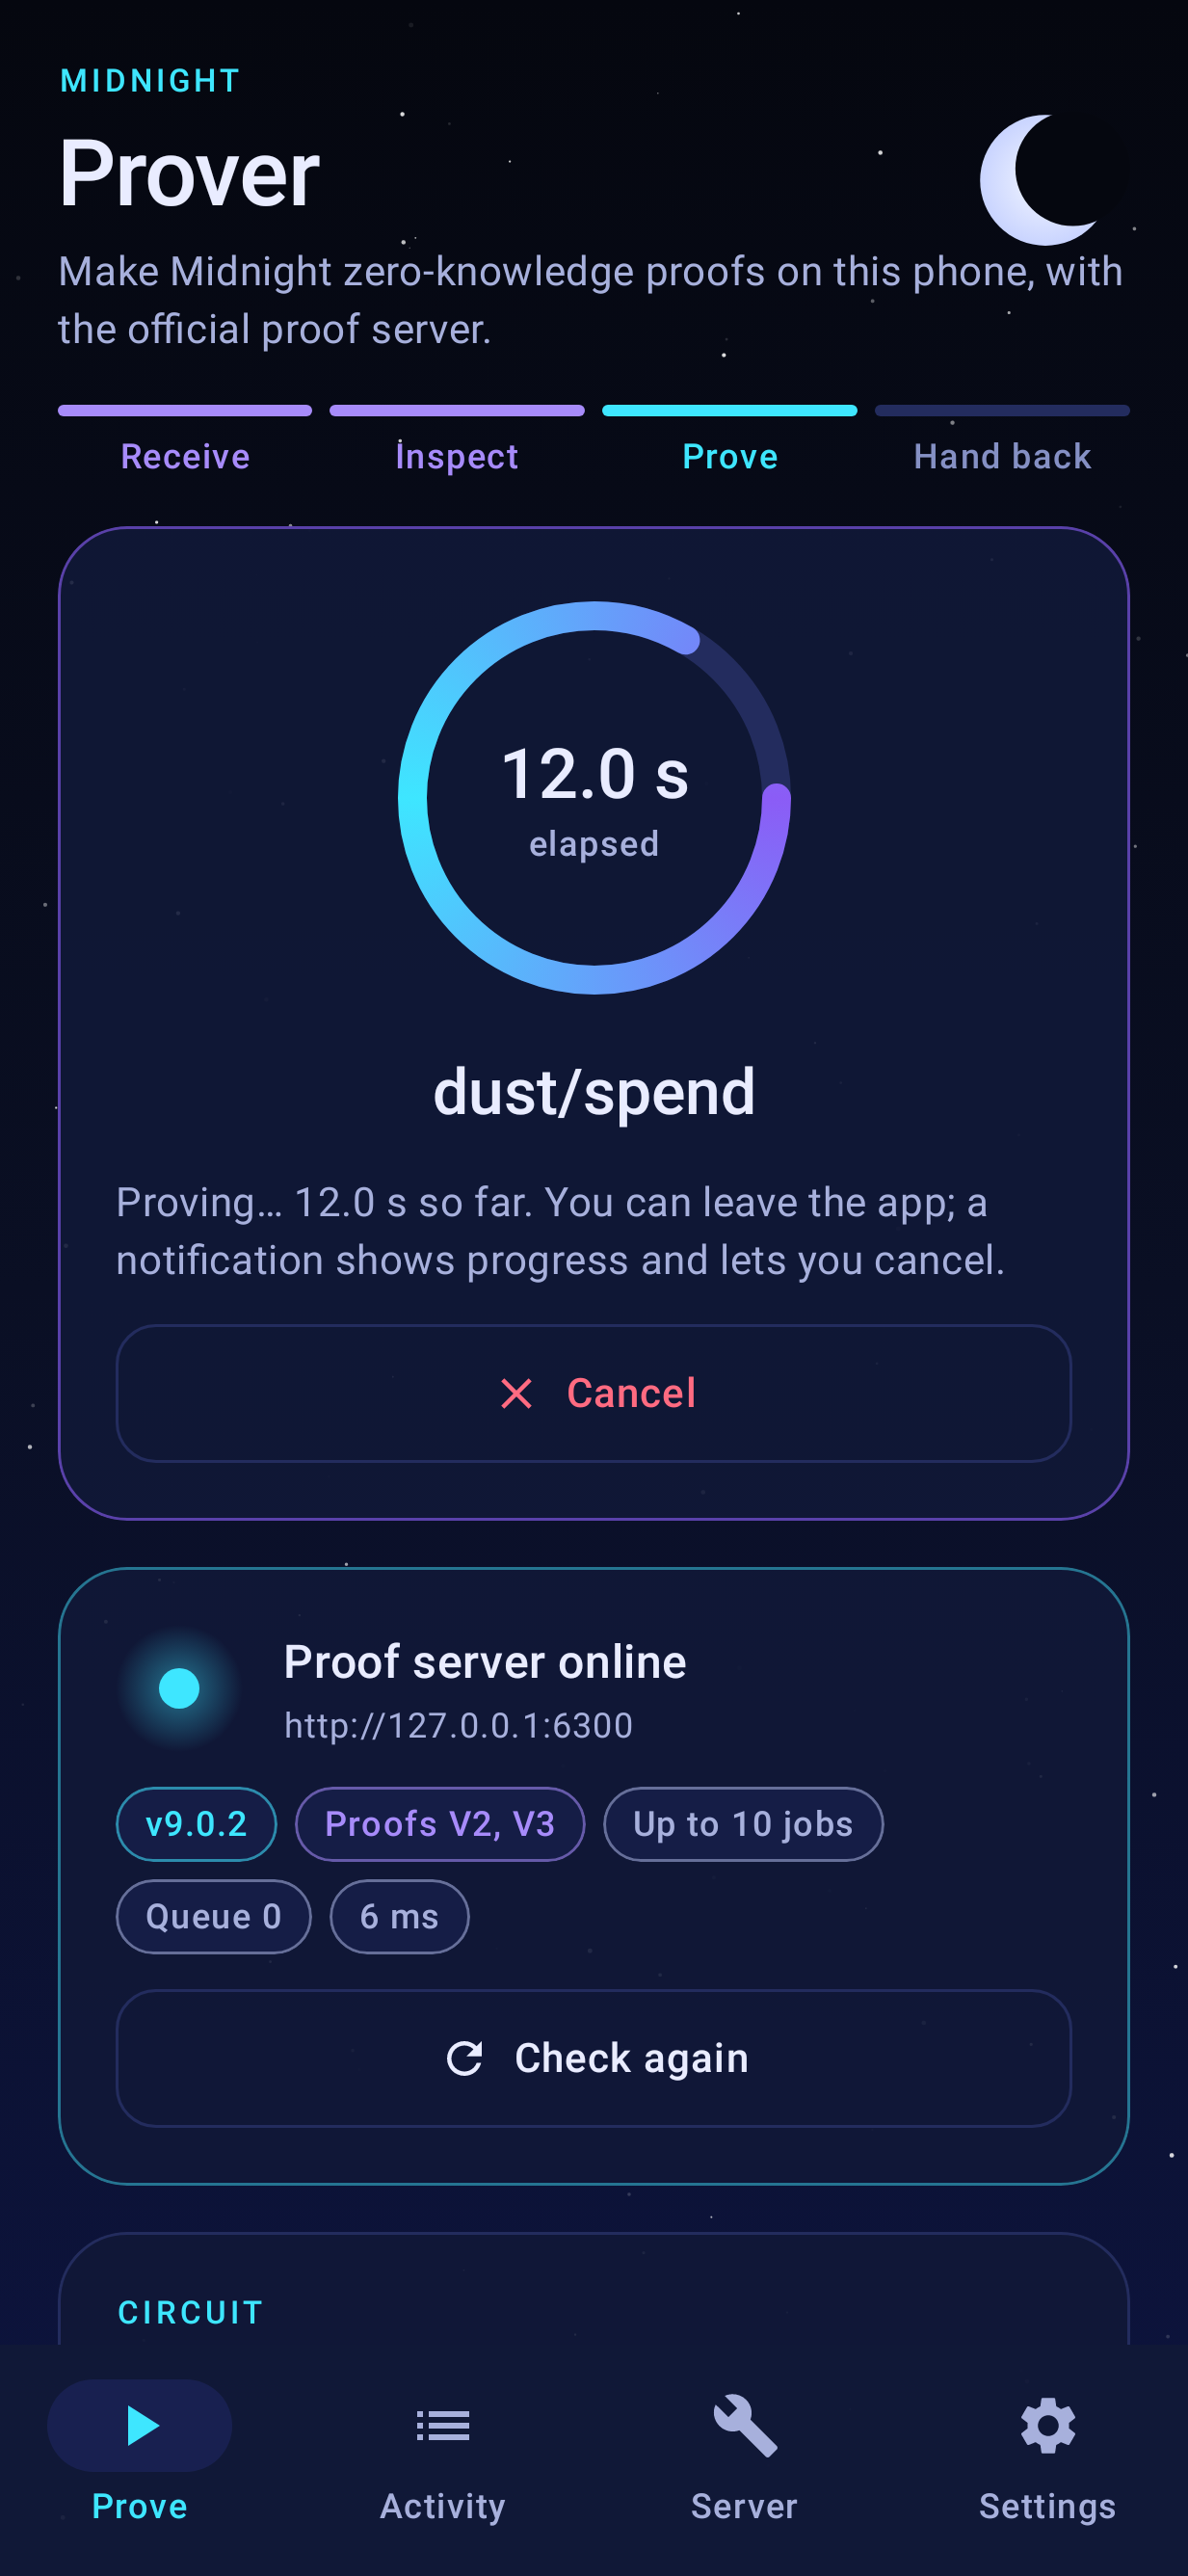 MIDNIGHT
Prover
Make Midnight zero-knowledge proofs on this phone, with
the official proof server.
Receive
Inspect
Prove
Hand back
12.0 s
elapsed
dust/spend
Proving… 12.0 s so far. You can leave the app; a
notification shows progress and lets you cancel.
Cancel
Proof server online
http://127.0.0.1:6300
v9.0.2
Proofs V2, V3
Up to 10 jobs
Queue 0
6 ms
Check again
CIRCUIT
Prove
Activity
Server
Settings